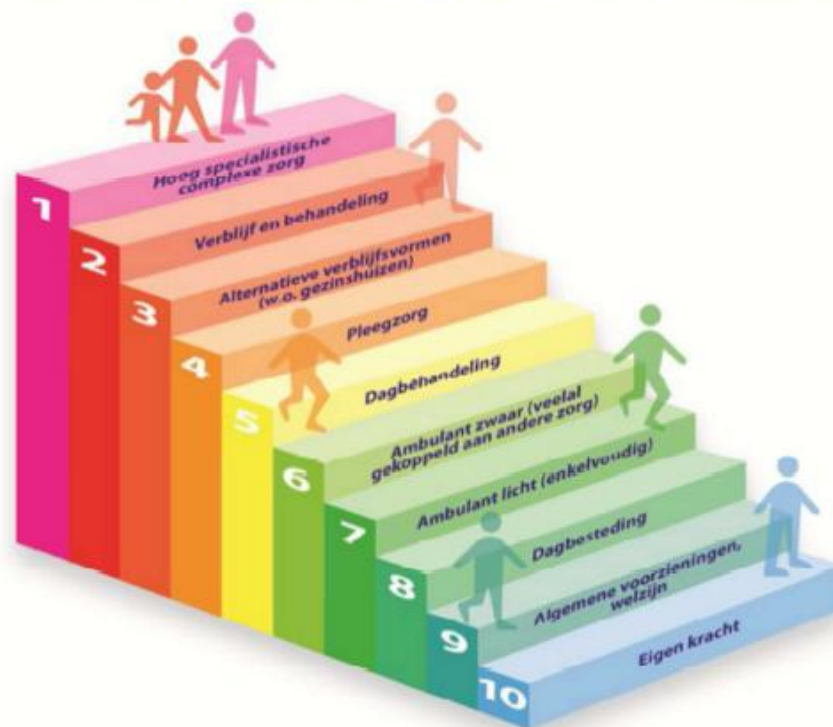 1
Hoog specialistische
complexe zorg
2
Verblijf en behandeling
3
Alternatieve verblijfsvormen
(w.o. gezinshuizen)
4
Pleegzorg
5
Dagbehandeling
6
Ambulant zwaar (veelal
gekoppeld aan andere zorg)
7
Ambulant licht (enkelvoudig)
8
Dagbesteding
9
Algemene voorzieningen,
welzijn
10
Eigen kracht